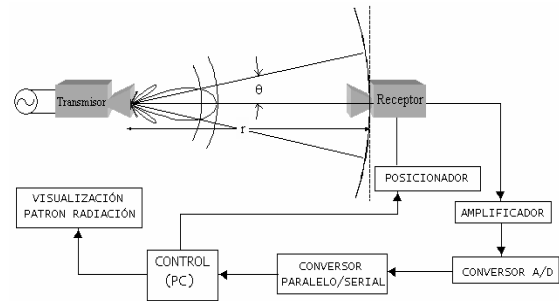 θ
Transmisor
Receptor
r
POSICIONADOR
VISUALIZACIÓN
PATRON RADIACIÓN
AMPLIFICADOR
CONTROL
(PC)
CONVERSOR
PARALELO/SERIAL
CONVERSOR A/D